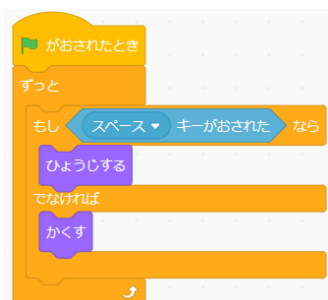 がおされたとき
ずっと
もし スペース キーがおされた なら
ひょうじする
でなければ
かくす